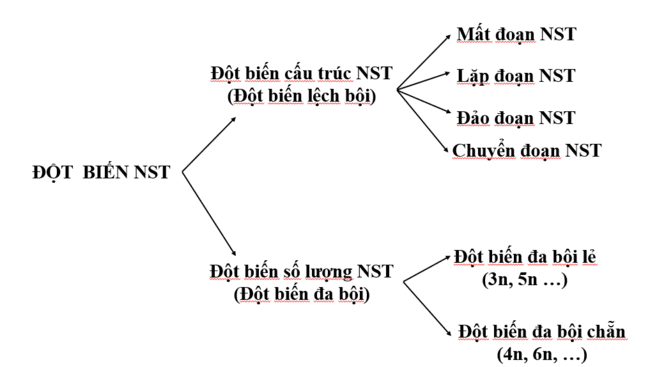 ĐỘT BIẾN NST
Đột biến cấu trúc NST
(Đột biến lệch bội)
Mất đoạn NST
Lặp đoạn NST
Đảo đoạn NST
Chuyển đoạn NST
Đột biến số lượng NST
(Đột biến đa bội)
Đột biến đa bội lẻ
(3n, 5n ...)
Đột biến đa bội chẵn
(4n, 6n, ...)